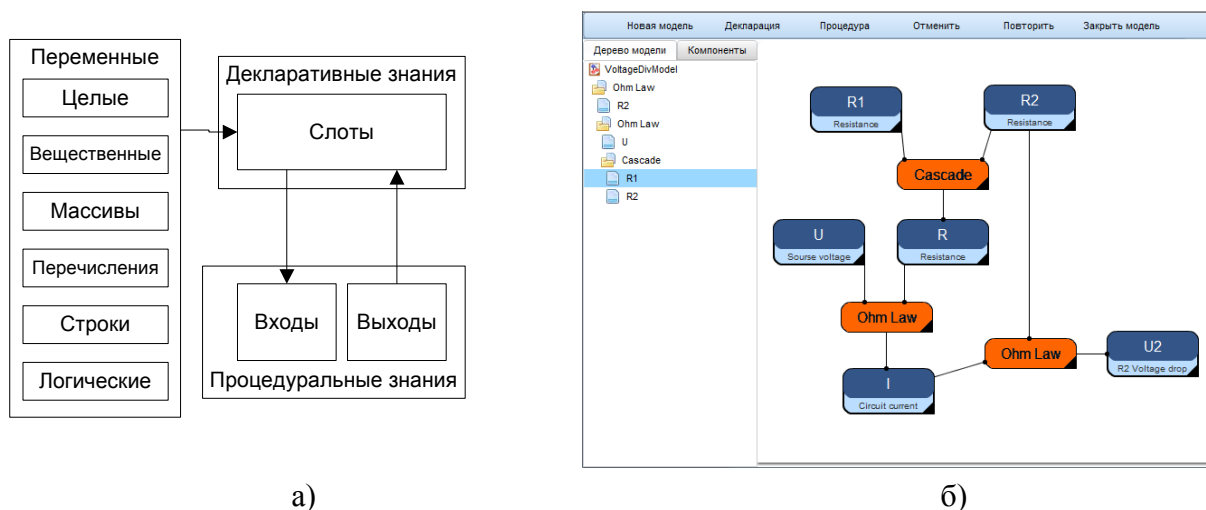 Переменные
Целые
Вещественные
Массивы
Перечисления
Строки
Логические
Декларативные знания
Слоты
Входы
Выходы
Процедуральные знания
а)
Новая модель Декларация Процедура Отменить Повторить Закрыть модель
Дерево модели Компоненты
VoltageDivModel
Ohm Law
R2
Ohm Law
U
Cascade
R1
R2
R1
Resistance
R2
Resistance
Cascade
U
Sourse voltage
R
Resistance
Ohm Law
Ohm Law
U2
R2 Voltage drop
I
Circuit current
б)